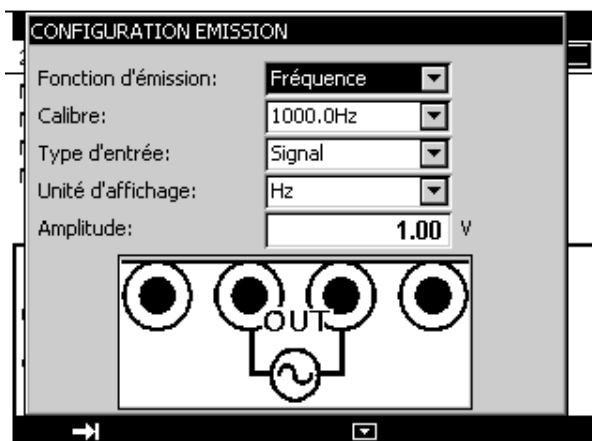 CONFIGURATION EMISSION
Fonction d'émission: Fréquence
Calibre: 1000.0Hz
Type d'entrée: Signal
Unité d'affichage: Hz
Amplitude: 1.00 V
OUT